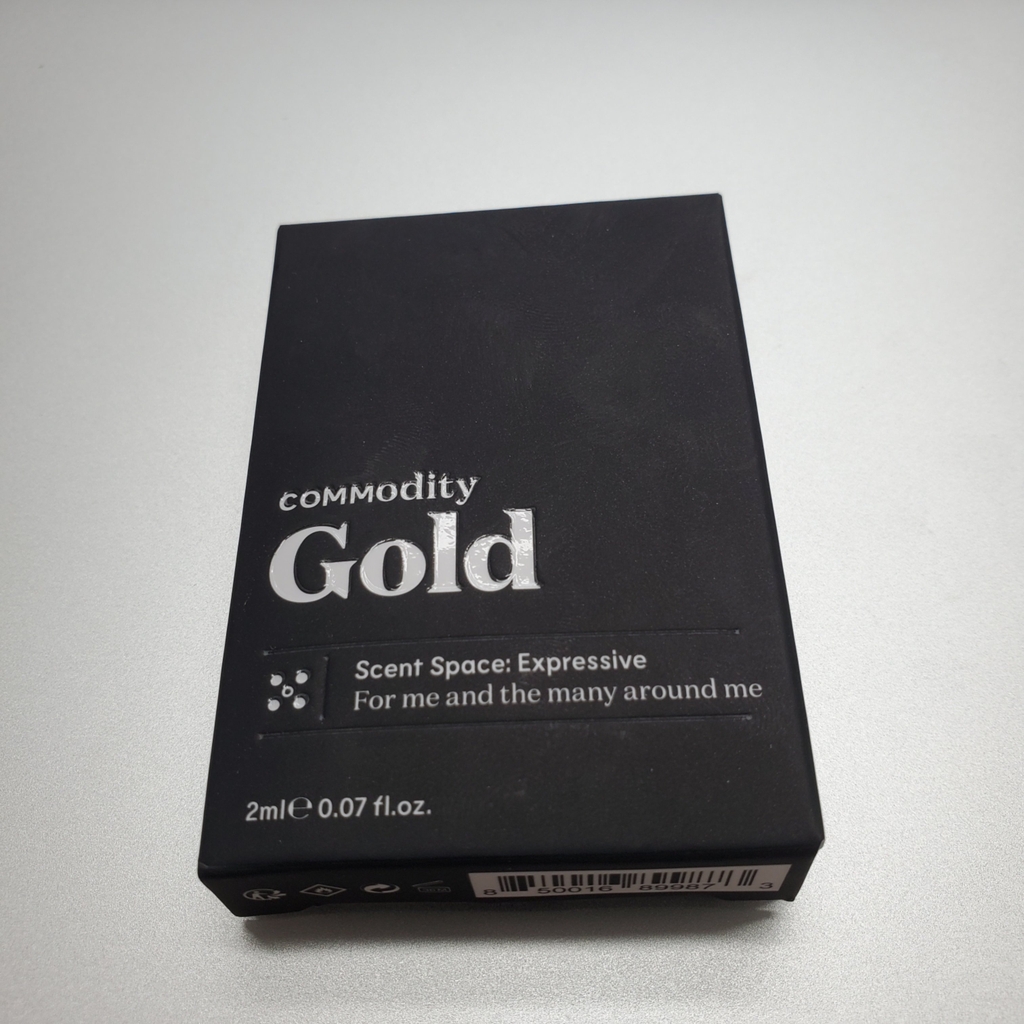 COMModity
Gold
Scent Space: Expressive
For me and the many around me
2ml℮ 0.07 fl.oz.
8 50016 89987 3